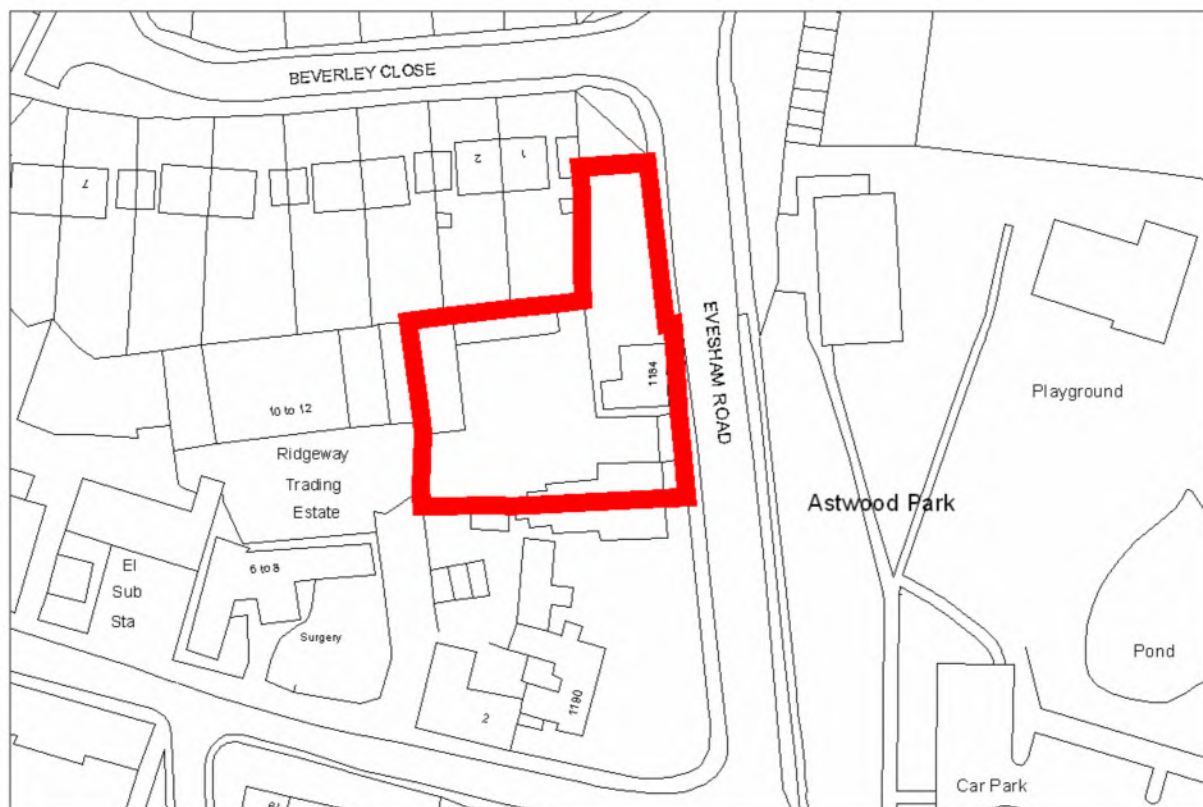 BEVERLEY CLOSE
7
2
1
EVESHAM ROAD
1184
Playground
10 to 12
Ridgeway
Trading
Estate
Astwood Park
El
Sub
Sta
6 to 8
Surgery
Pond
1190
2
Car Park